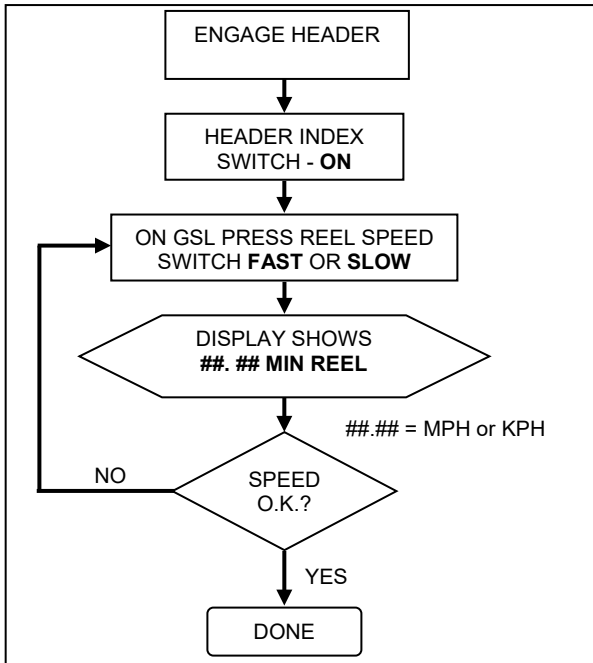 ENGAGE HEADER
HEADER INDEX
SWITCH - ON
ON GSL PRESS REEL SPEED
SWITCH FAST OR SLOW
DISPLAY SHOWS
##. ## MIN REEL
##.## = MPH or KPH
NO
SPEED
O.K.?
YES
DONE